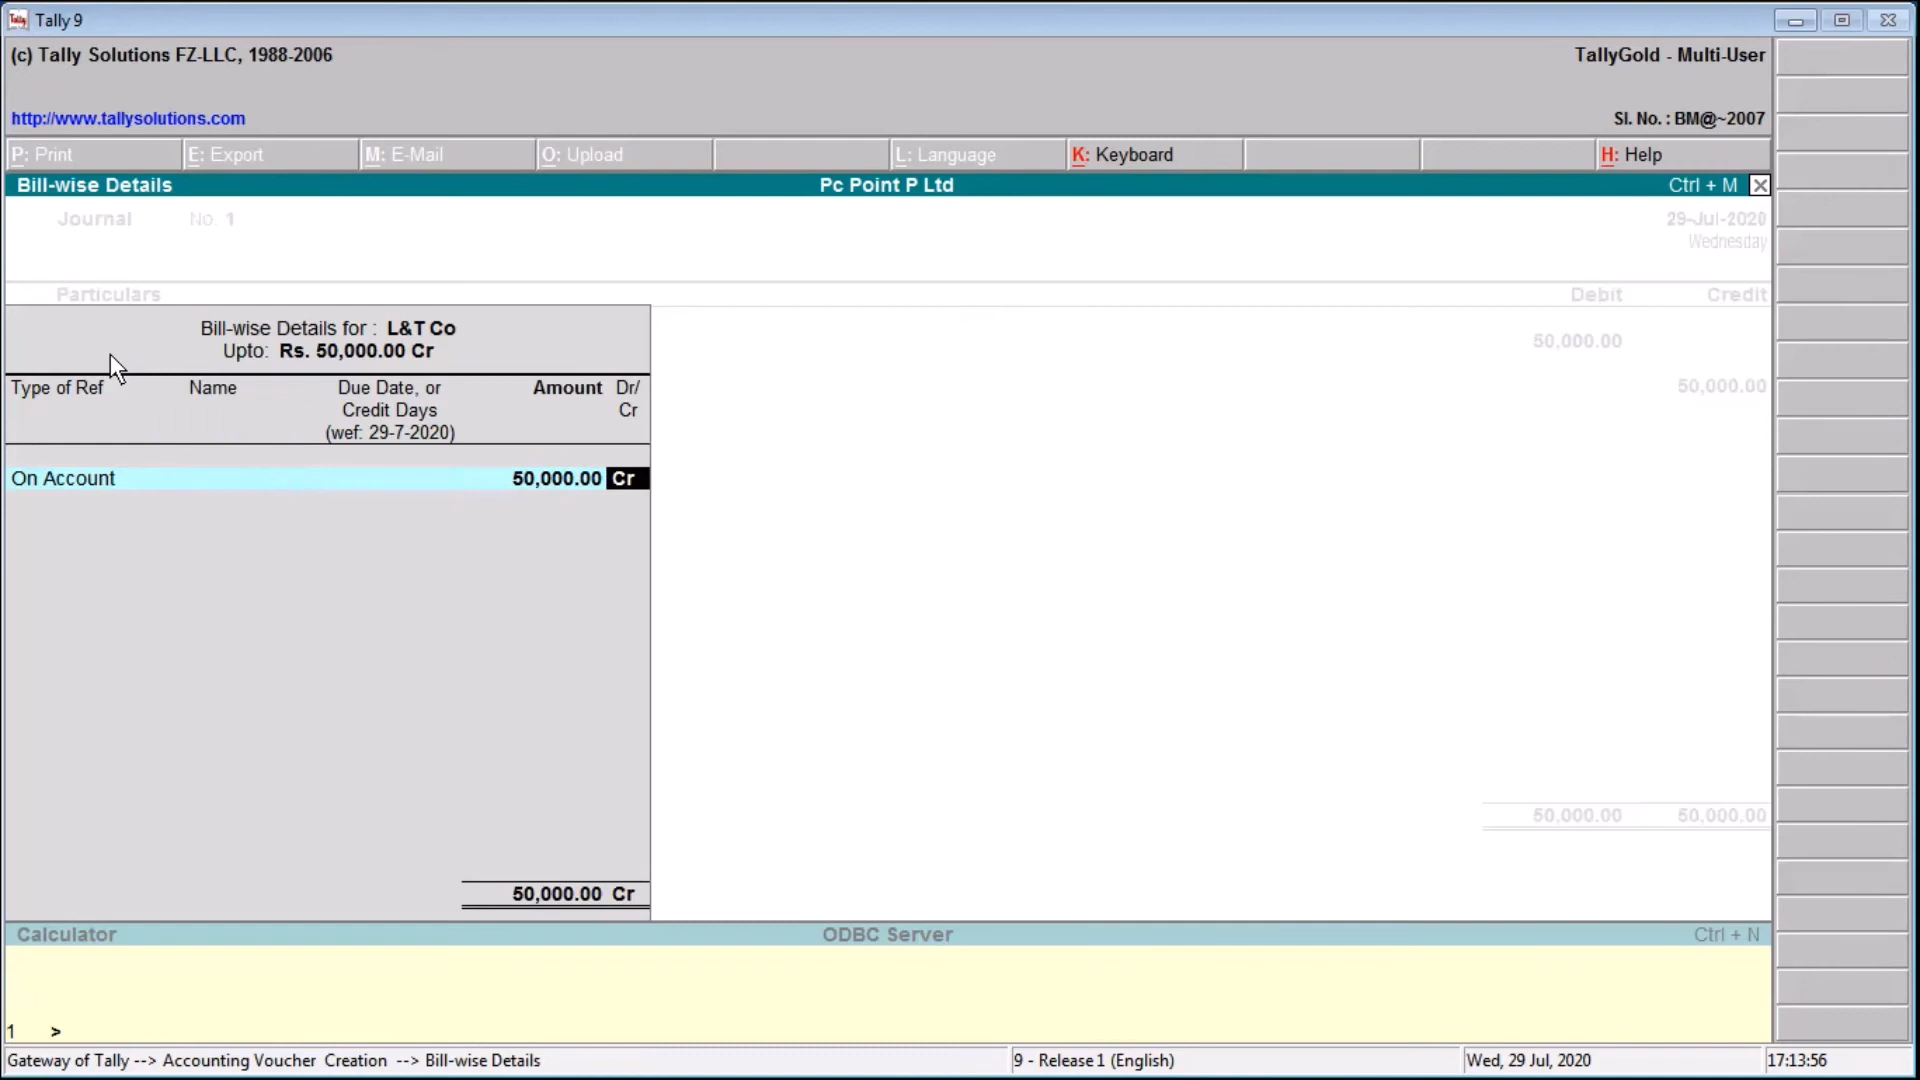 Tally 9
(c) Tally Solutions FZ-LLC, 1988-2006 TallyGold - Multi-User
http://www.tallysolutions.com Sl. No. : BM@~2007
P: Print E: Export M: E-Mail O: Upload L: Language K: Keyboard H: Help
Bill-wise Details Pc Point P Ltd Ctrl + M
Journal No. 1 29-Jul-2020
Wednesday
Particulars Debit Credit
Bill-wise Details for : L&T Co
Upto: Rs. 50,000.00 Cr
50,000.00
50,000.00
Type of Ref Name Due Date, or Amount Dr/
Credit Days Cr
(wef: 29-7-2020)
On Account 50,000.00 Cr
50,000.00 50,000.00
50,000.00 Cr
Calculator ODBC Server Ctrl + N
1 >
Gateway of Tally --> Accounting Voucher Creation --> Bill-wise Details 9 - Release 1 (English) Wed, 29 Jul, 2020 17:13:56